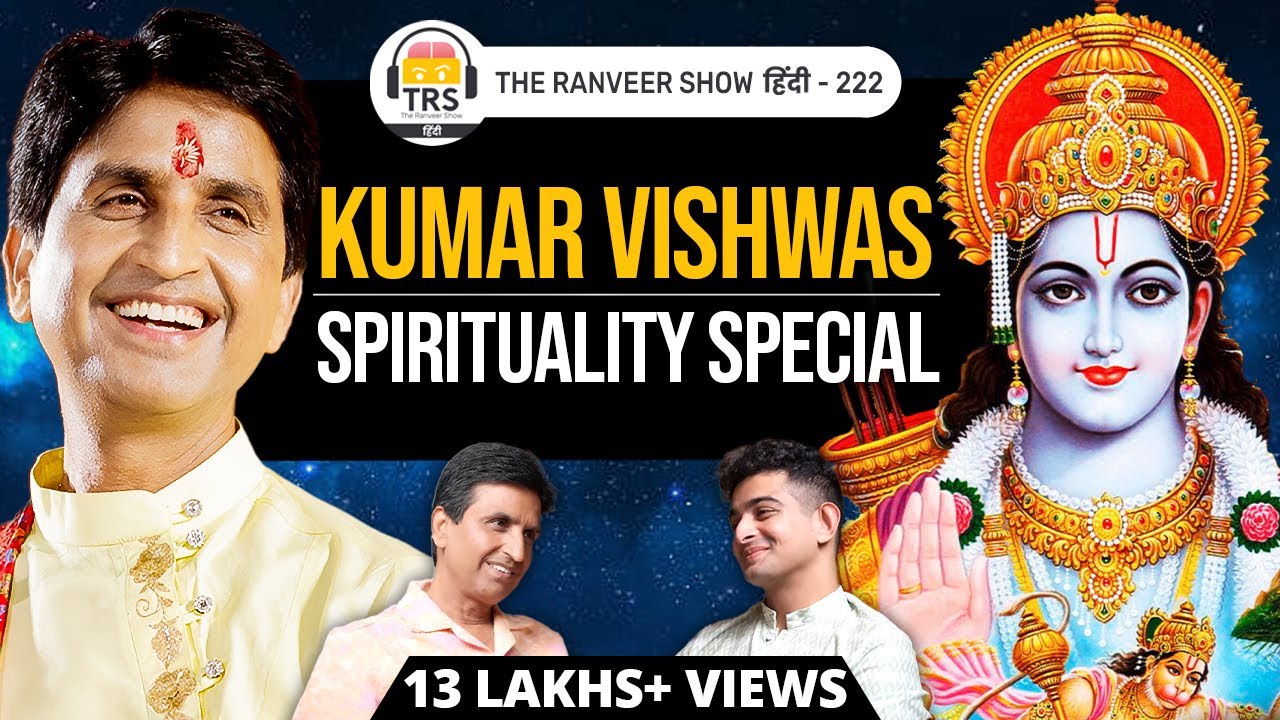 TRS
The Ranveer Show
हिंदी
THE RANVEER SHOW हिंदी - 222
KUMAR VISHWAS
SPIRITUALITY SPECIAL
13 LAKHS+ VIEWS